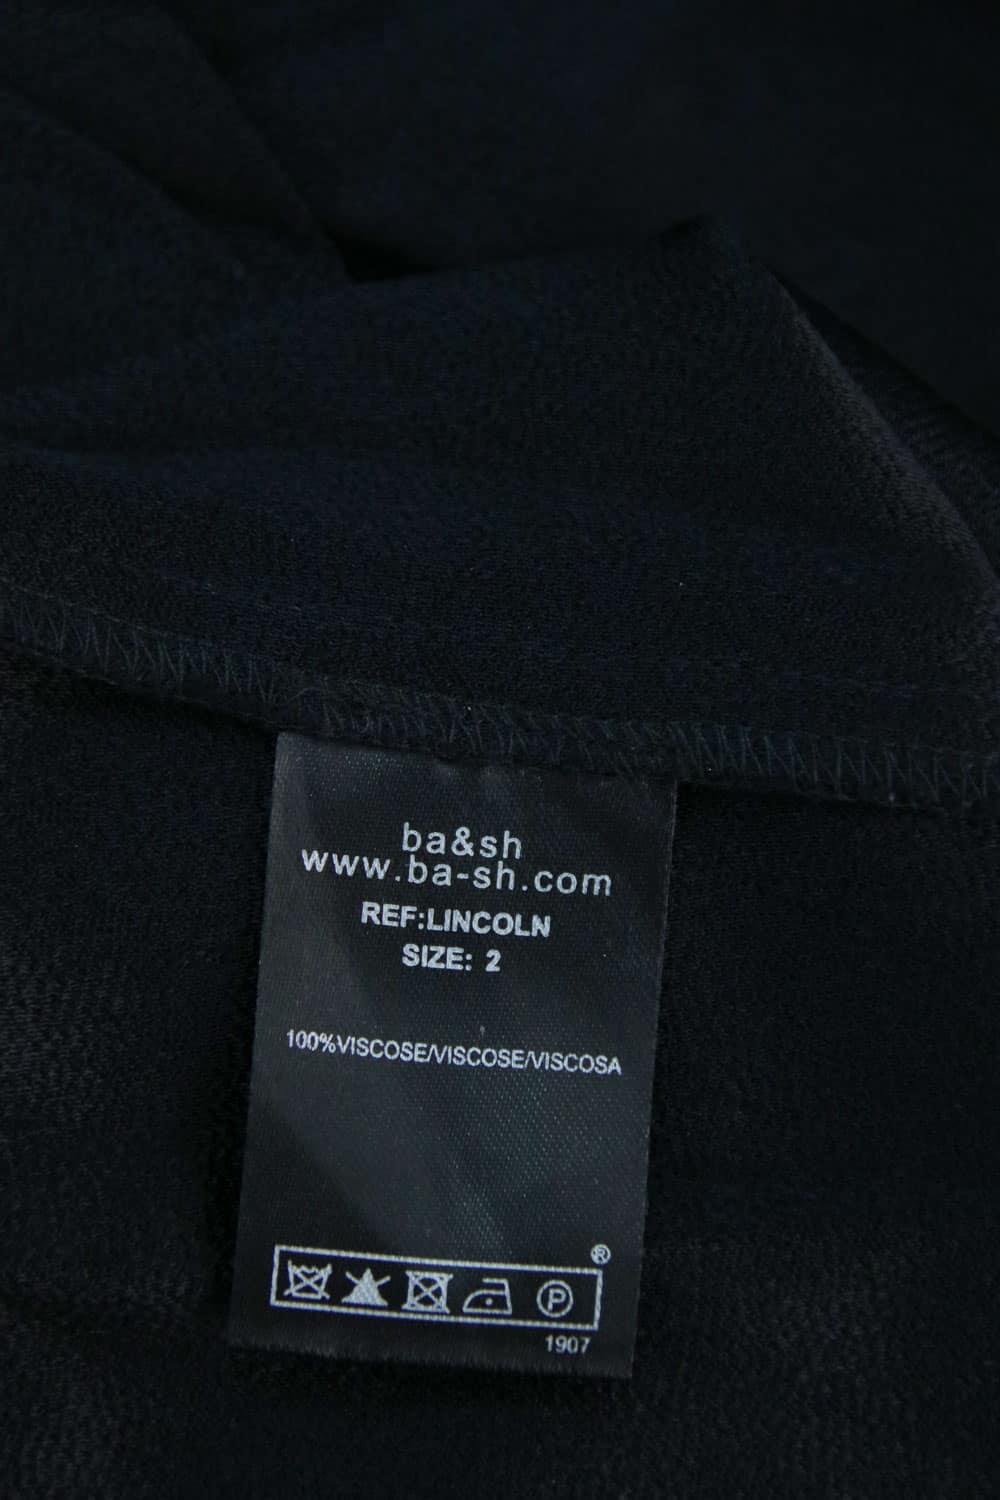 ba&sh
www.ba-sh.com
REF:LINCOLN
SIZE: 2
100%VISCOSE/VISCOSE/VISCOSA
®
P
1907